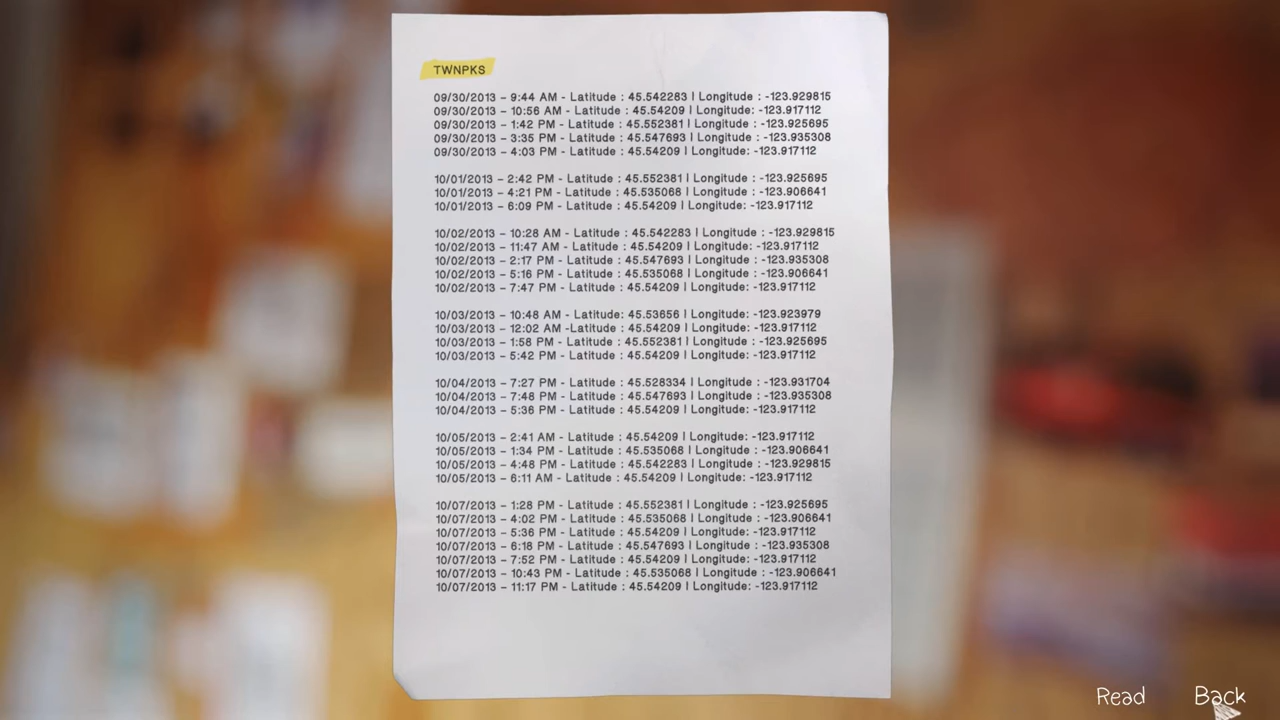 TWNPKS
09/30/2013 – 9:44 AM - Latitude : 45.542283 | Longitude : -123.929815
09/30/2013 – 10:56 AM - Latitude : 45.54209 | Longitude: -123.917112
09/30/2013 – 1:42 PM - Latitude : 45.552381 | Longitude : -123.925695
09/30/2013 – 3:35 PM - Latitude : 45.547693 | Longitude : -123.935308
09/30/2013 – 4:03 PM - Latitude : 45.54209 | Longitude: -123.917112
10/01/2013 – 2:42 PM - Latitude : 45.552381 | Longitude : -123.925695
10/01/2013 – 4:21 PM - Latitude : 45.535068 | Longitude : -123.906641
10/01/2013 – 6:09 PM - Latitude : 45.54209 | Longitude: -123.917112
10/02/2013 – 10:28 AM - Latitude : 45.542283 | Longitude : -123.929815
10/02/2013 – 11:47 AM - Latitude : 45.54209 | Longitude: -123.917112
10/02/2013 – 2:17 PM - Latitude : 45.547693 | Longitude : -123.935308
10/02/2013 – 5:16 PM - Latitude : 45.535068 | Longitude : -123.906641
10/02/2013 – 7:47 PM - Latitude : 45.54209 | Longitude: -123.917112
10/03/2013 – 10:48 AM - Latitude: 45.53656 | Longitude : -123.923979
10/03/2013 – 12:02 AM -Latitude : 45.54209 | Longitude: -123.917112
10/03/2013 – 1:58 PM - Latitude : 45.552381 | Longitude : -123.925695
10/03/2013 – 5:42 PM - Latitude : 45.54209 | Longitude: -123.917112
10/04/2013 – 7:27 PM - Latitude : 45.528334 | Longitude : -123.931704
10/04/2013 – 7:48 PM - Latitude : 45.547693 | Longitude : -123.935308
10/04/2013 – 5:36 PM - Latitude : 45.54209 | Longitude: -123.917112
10/05/2013 – 2:41 AM - Latitude : 45.54209 | Longitude: -123.917112
10/05/2013 – 1:34 PM - Latitude : 45.535068 | Longitude : -123.906641
10/05/2013 – 4:48 PM - Latitude : 45.542283 | Longitude : -123.929815
10/05/2013 – 6:11 AM - Latitude : 45.54209 | Longitude: -123.917112
10/07/2013 – 1:28 PM - Latitude : 45.552381 | Longitude : -123.925695
10/07/2013 – 4:02 PM - Latitude : 45.535068 | Longitude : -123.906641
10/07/2013 – 5:36 PM - Latitude : 45.54209 | Longitude: -123.917112
10/07/2013 – 6:18 PM - Latitude : 45.547693 | Longitude : -123.935308
10/07/2013 – 7:52 PM - Latitude : 45.54209 | Longitude: -123.917112
10/07/2013 – 10:43 PM - Latitude : 45.535068 | Longitude : -123.906641
10/07/2013 – 11:17 PM - Latitude : 45.54209 | Longitude: -123.917112
Read Back